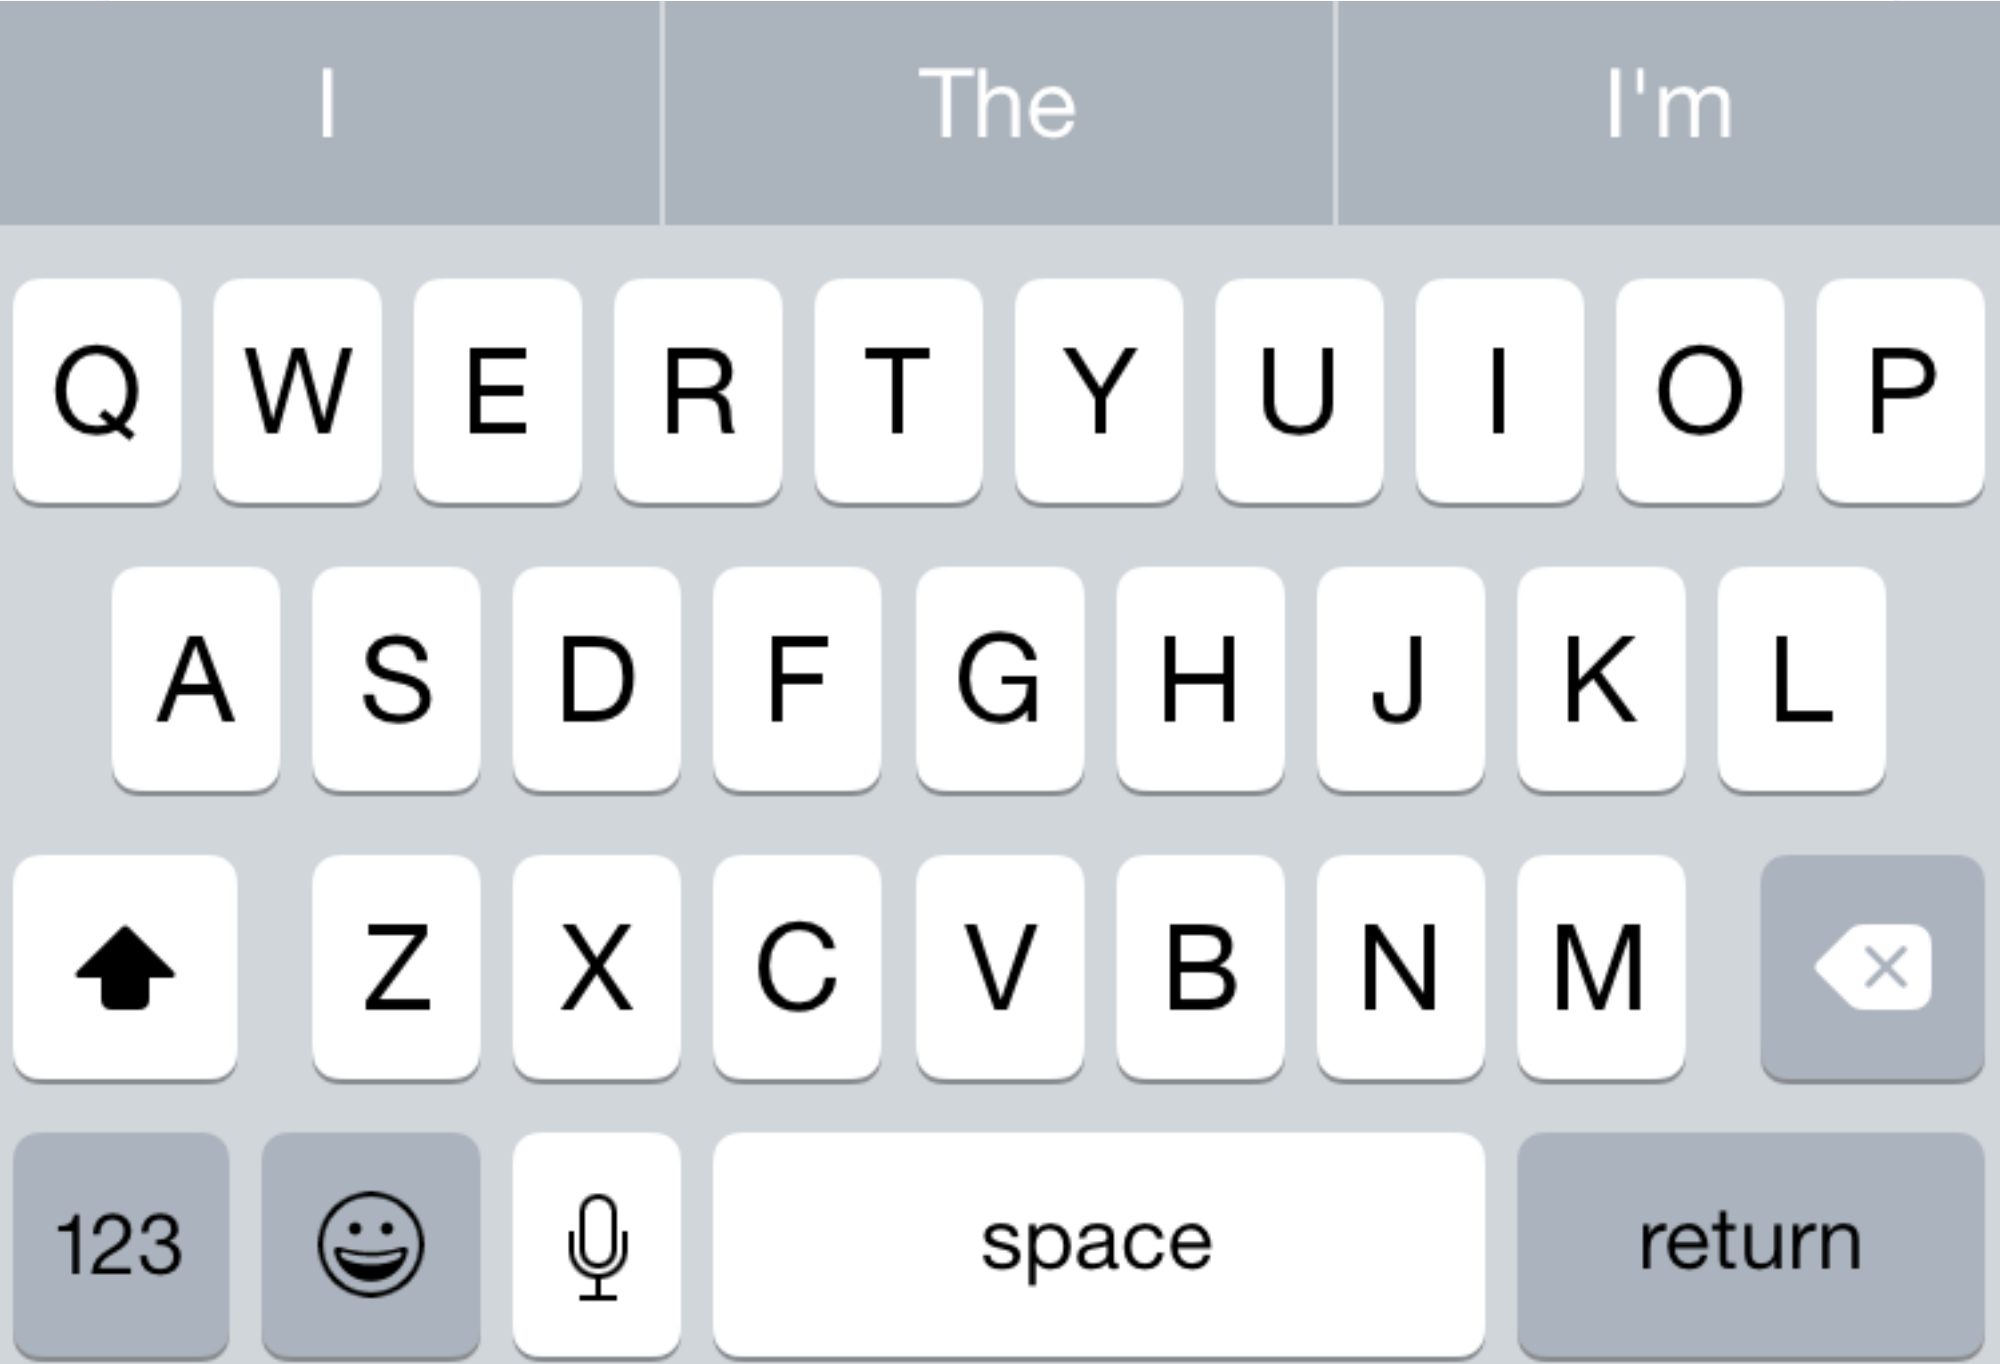 I The I'm
Q W E R T Y U I O P
A S D F G H J K L
Z X C V B N M
123 space return